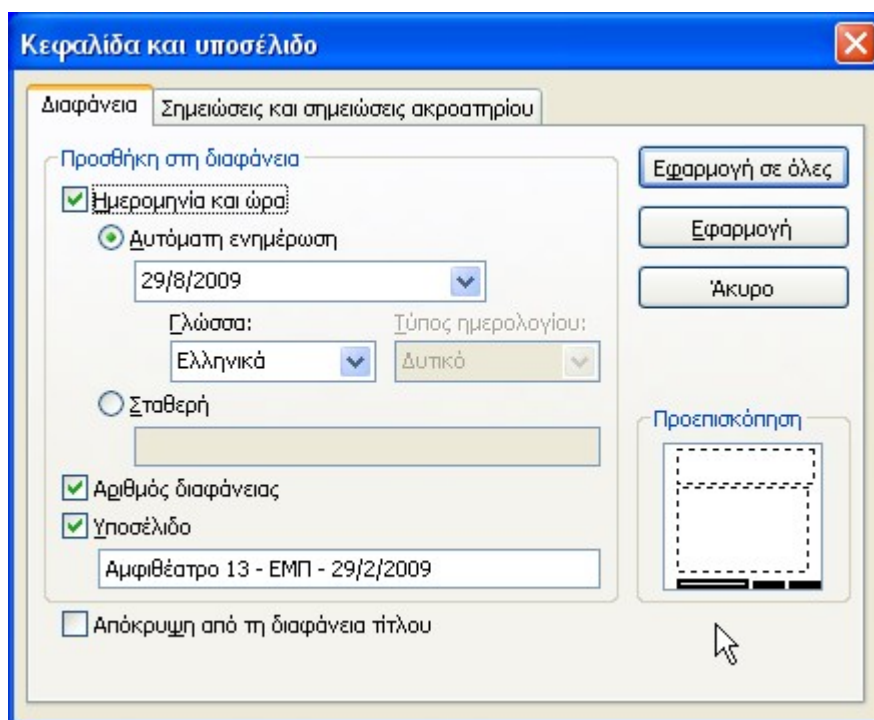 Κεφαλίδα και υποσέλιδο
Διαφάνεια
Σημειώσεις και σημειώσεις ακροατηρίου
Προσθήκη στη διαφάνεια
Ημερομηνία και ώρα
Αυτόματη ενημέρωση
29/8/2009
Γλώσσα:
Τύπος ημερολογίου:
Ελληνικά
Δυτικό
Σταθερή
Αριθμός διαφάνειας
Υποσέλιδο
Αμφιθέατρο 13 - ΕΜΠ - 29/2/2009
Απόκρυψη από τη διαφάνεια τίτλου
Εφαρμογή σε όλες
Εφαρμογή
Άκυρο
Προεπισκόπηση